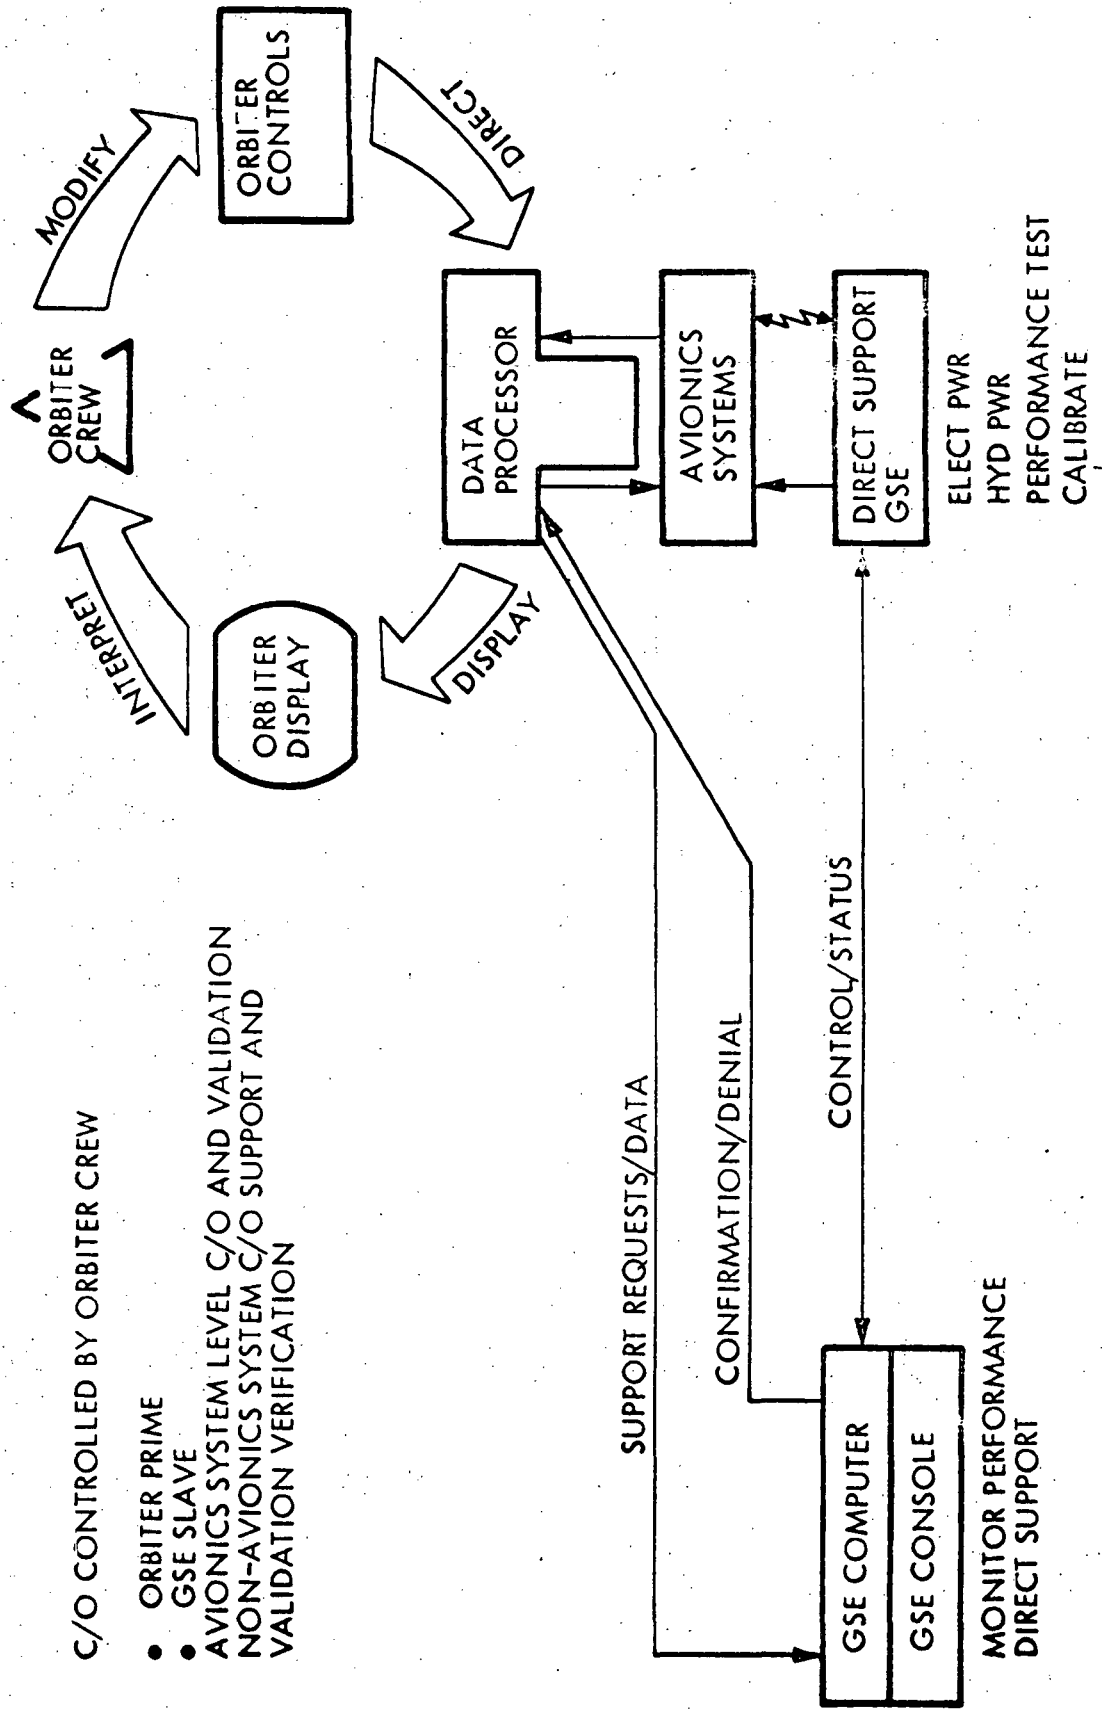 C/O CONTROLLED BY ORBITER CREW
• ORBITER PRIME
• GSE SLAVE
AVIONICS SYSTEM LEVEL C/O AND VALIDATION
NON-AVIONICS SYSTEM C/O SUPPORT AND
VALIDATION VERIFICATION
ORBITER
CREW
MODIFY
INTERPRET
ORBITER
CONTROLS
ORBITER
DISPLAY
DIRECT
DISPLAY
DATA
PROCESSOR
AVIONICS
SYSTEMS
DIRECT SUPPORT
GSE
ELECT PWR
HYD PWR
PERFORMANCE TEST
CALIBRATE
SUPPORT REQUESTS/DATA
CONFIRMATION/DENIAL
CONTROL/STATUS
GSE COMPUTER
GSE CONSOLE
MONITOR PERFORMANCE
DIRECT SUPPORT